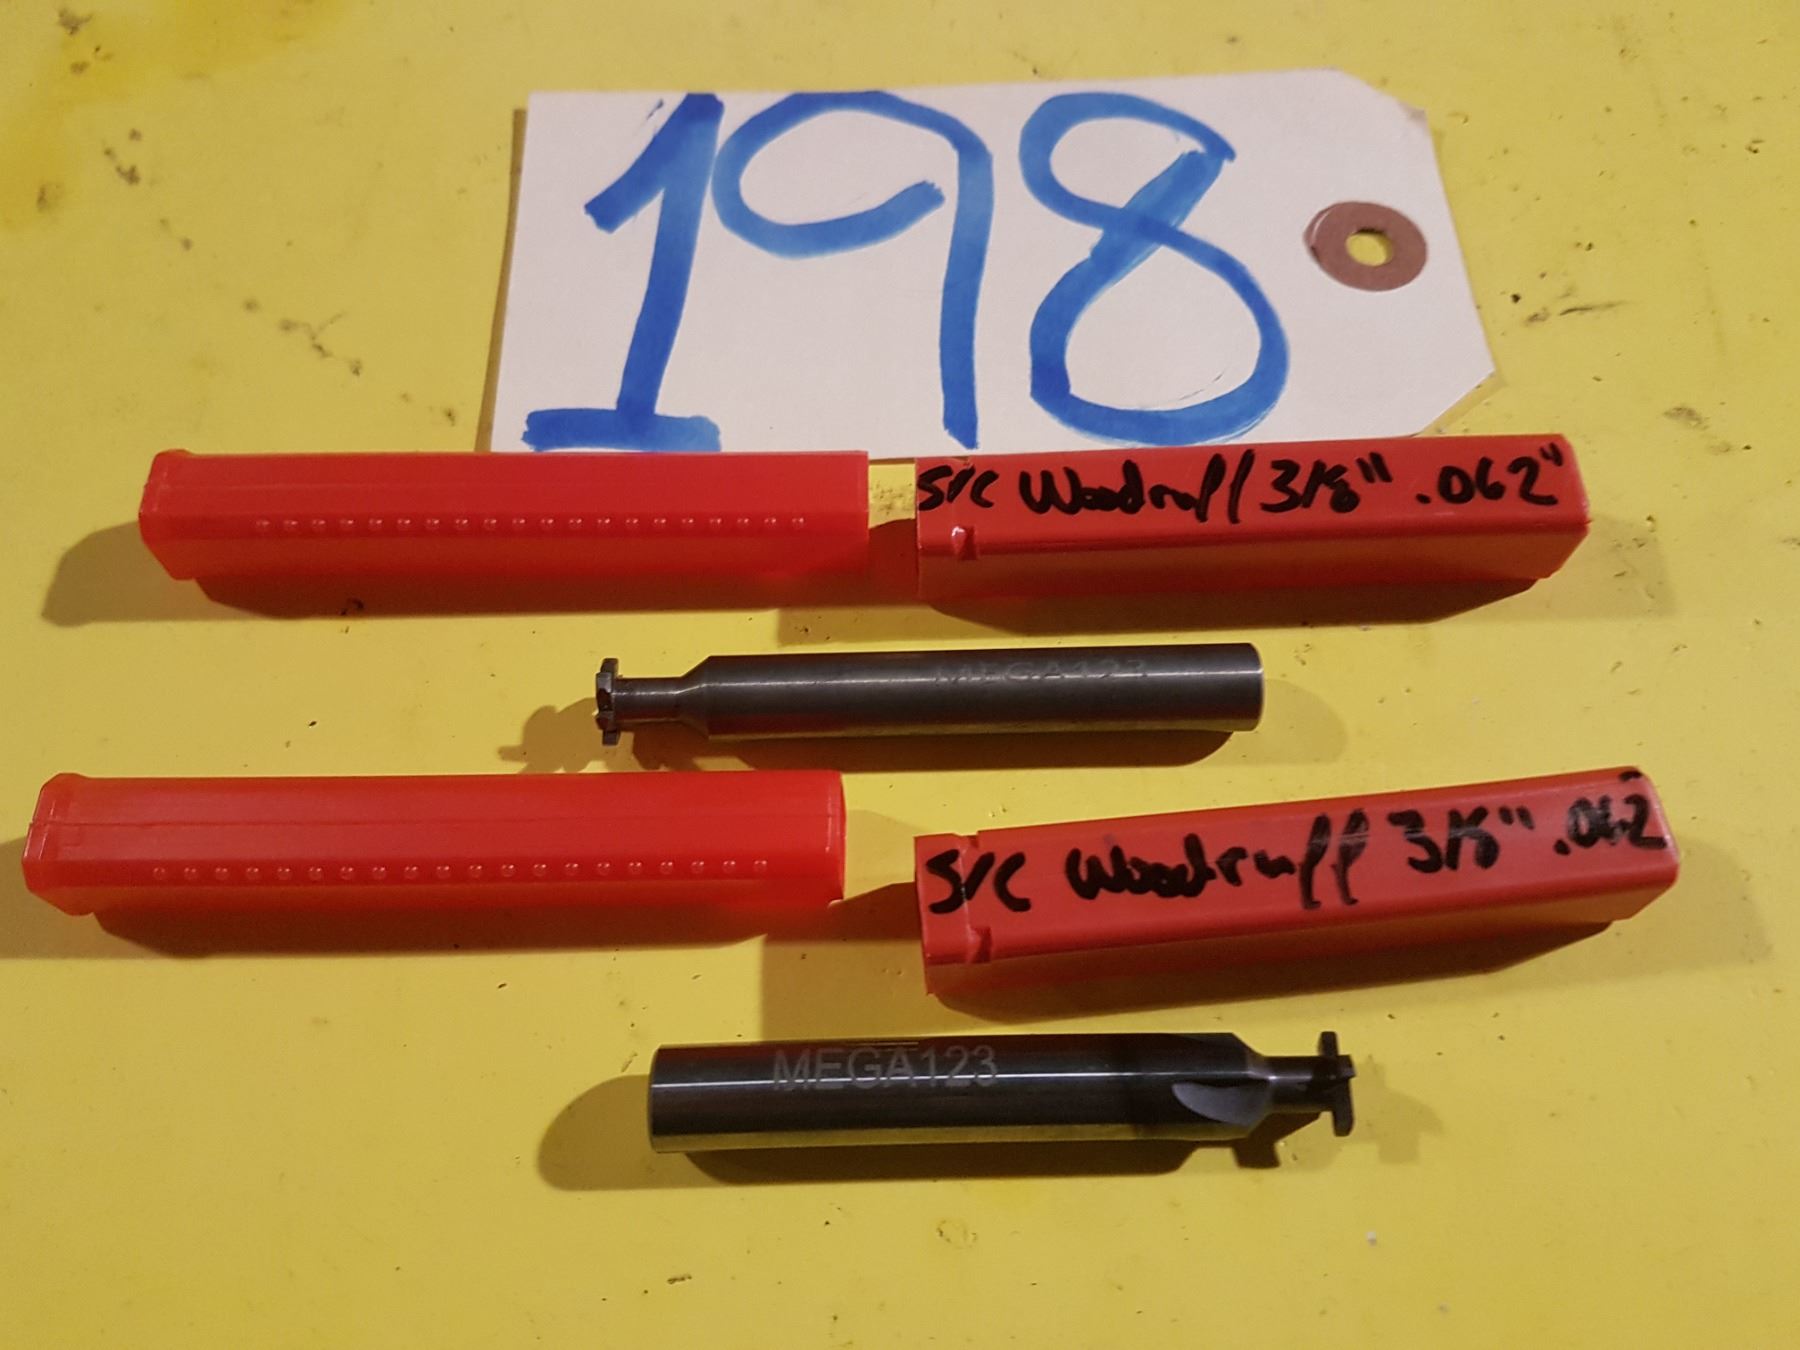 198
S/C Woodruff 3/8" .062"
MEGA123
S/C Woodruff 3/8" .062
MEGA123